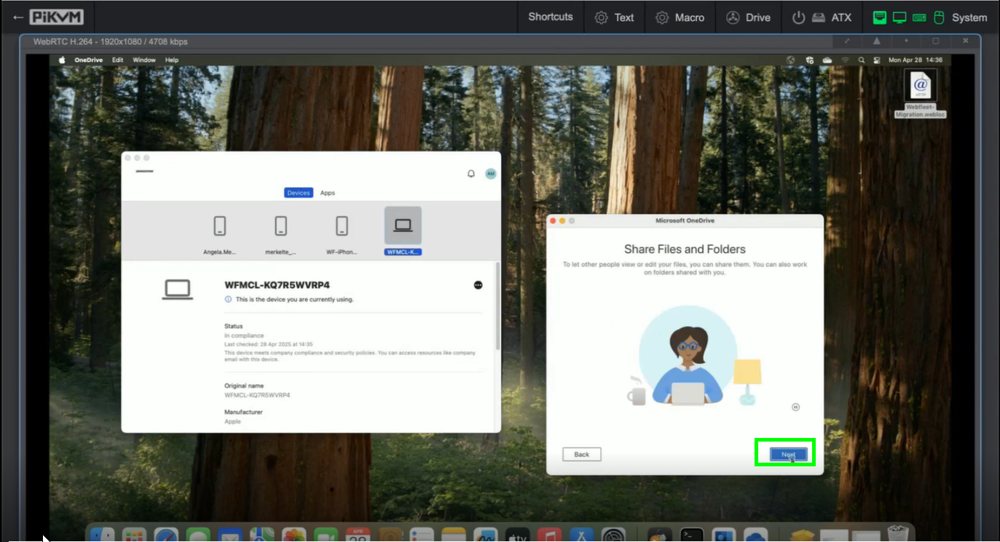 ← PiKVM
Shortcuts
Text
Macro
Drive
ATX
System
WebRTC H.264 - 1920x1080 / 4708 kbps
OneDrive Edit Window Help
Mon Apr 28 14:36
@
HTTP
Webfleet-
Migration.webloc
AM
Devices Apps
Angela.Me...
merkelte_...
WF-iPhon...
WFMCL-K...
WFMCL-KQ7R5WVRP4
This is the device you are currently using.
Status
In compliance
Last checked: 28 Apr 2025 at 14:35
This device meets company compliance and security policies. You can access resources like company
email with this device.
Original name
WFMCL-KQ7R5WVRP4
Manufacturer
Apple
Microsoft OneDrive
Share Files and Folders
To let other people view or edit your files, you can share them. You can also work
on folders shared with you.
Back
Next
APR
28
tv